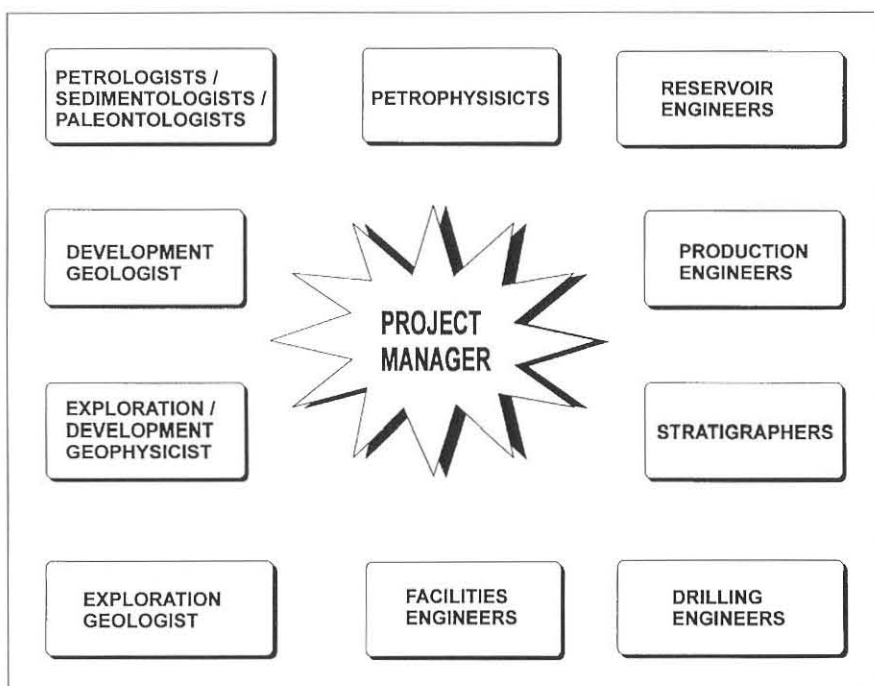 PETROLOGISTS /
SEDIMENTOLOGISTS /
PALEONTOLOGISTS
PETROPHYSISICTS
RESERVOIR
ENGINEERS
DEVELOPMENT
GEOLOGIST
PROJECT
MANAGER
PRODUCTION
ENGINEERS
EXPLORATION /
DEVELOPMENT
GEOPHYSICIST
STRATIGRAPHERS
EXPLORATION
GEOLOGIST
FACILITIES
ENGINEERS
DRILLING
ENGINEERS